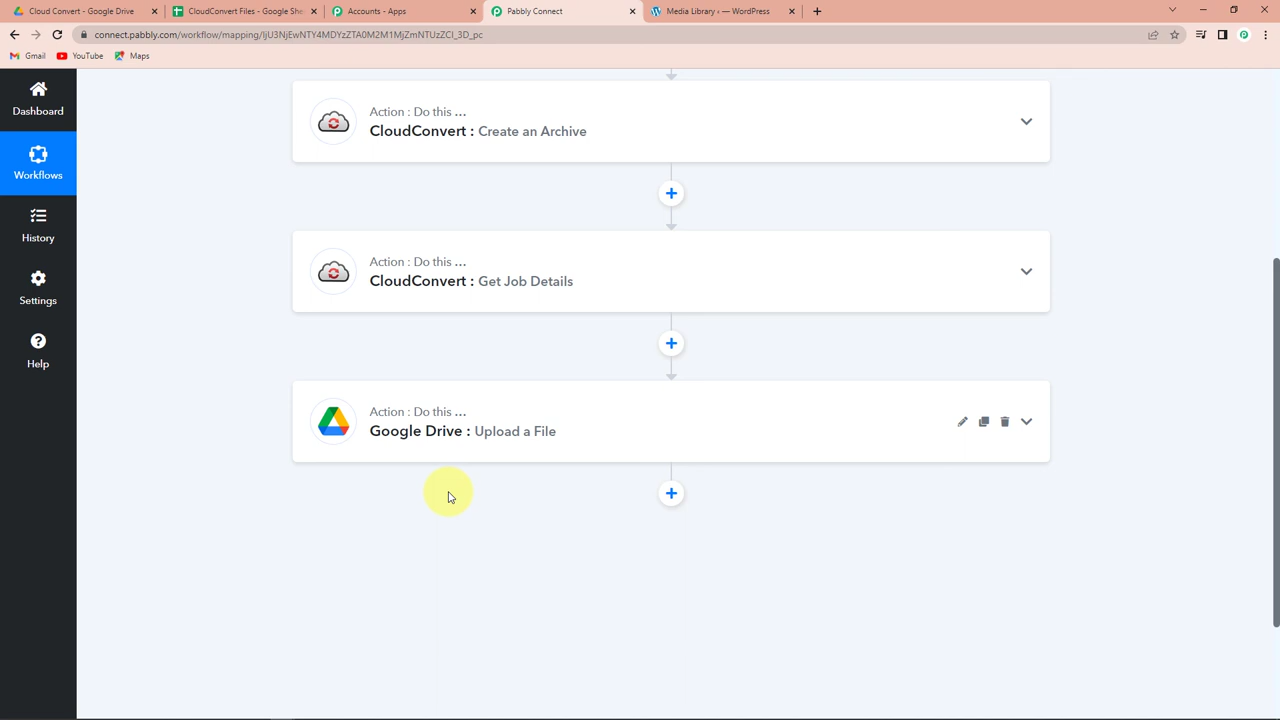 Cloud Convert - Google Drive
CloudConvert Files - Google She
Accounts - Apps
Pabbly Connect
Media Library ‹ — WordPress
connect.pabbly.com/workflow/mapping/IjU3NjEwNTY4MDYzZTA0M2M1MjZmNTUzZCI_3D_pc
Gmail
YouTube
Maps
Dashboard
Workflows
History
Settings
Help
Action : Do this ...
CloudConvert : Create an Archive
Action : Do this ...
CloudConvert : Get Job Details
Action : Do this ...
Google Drive : Upload a File